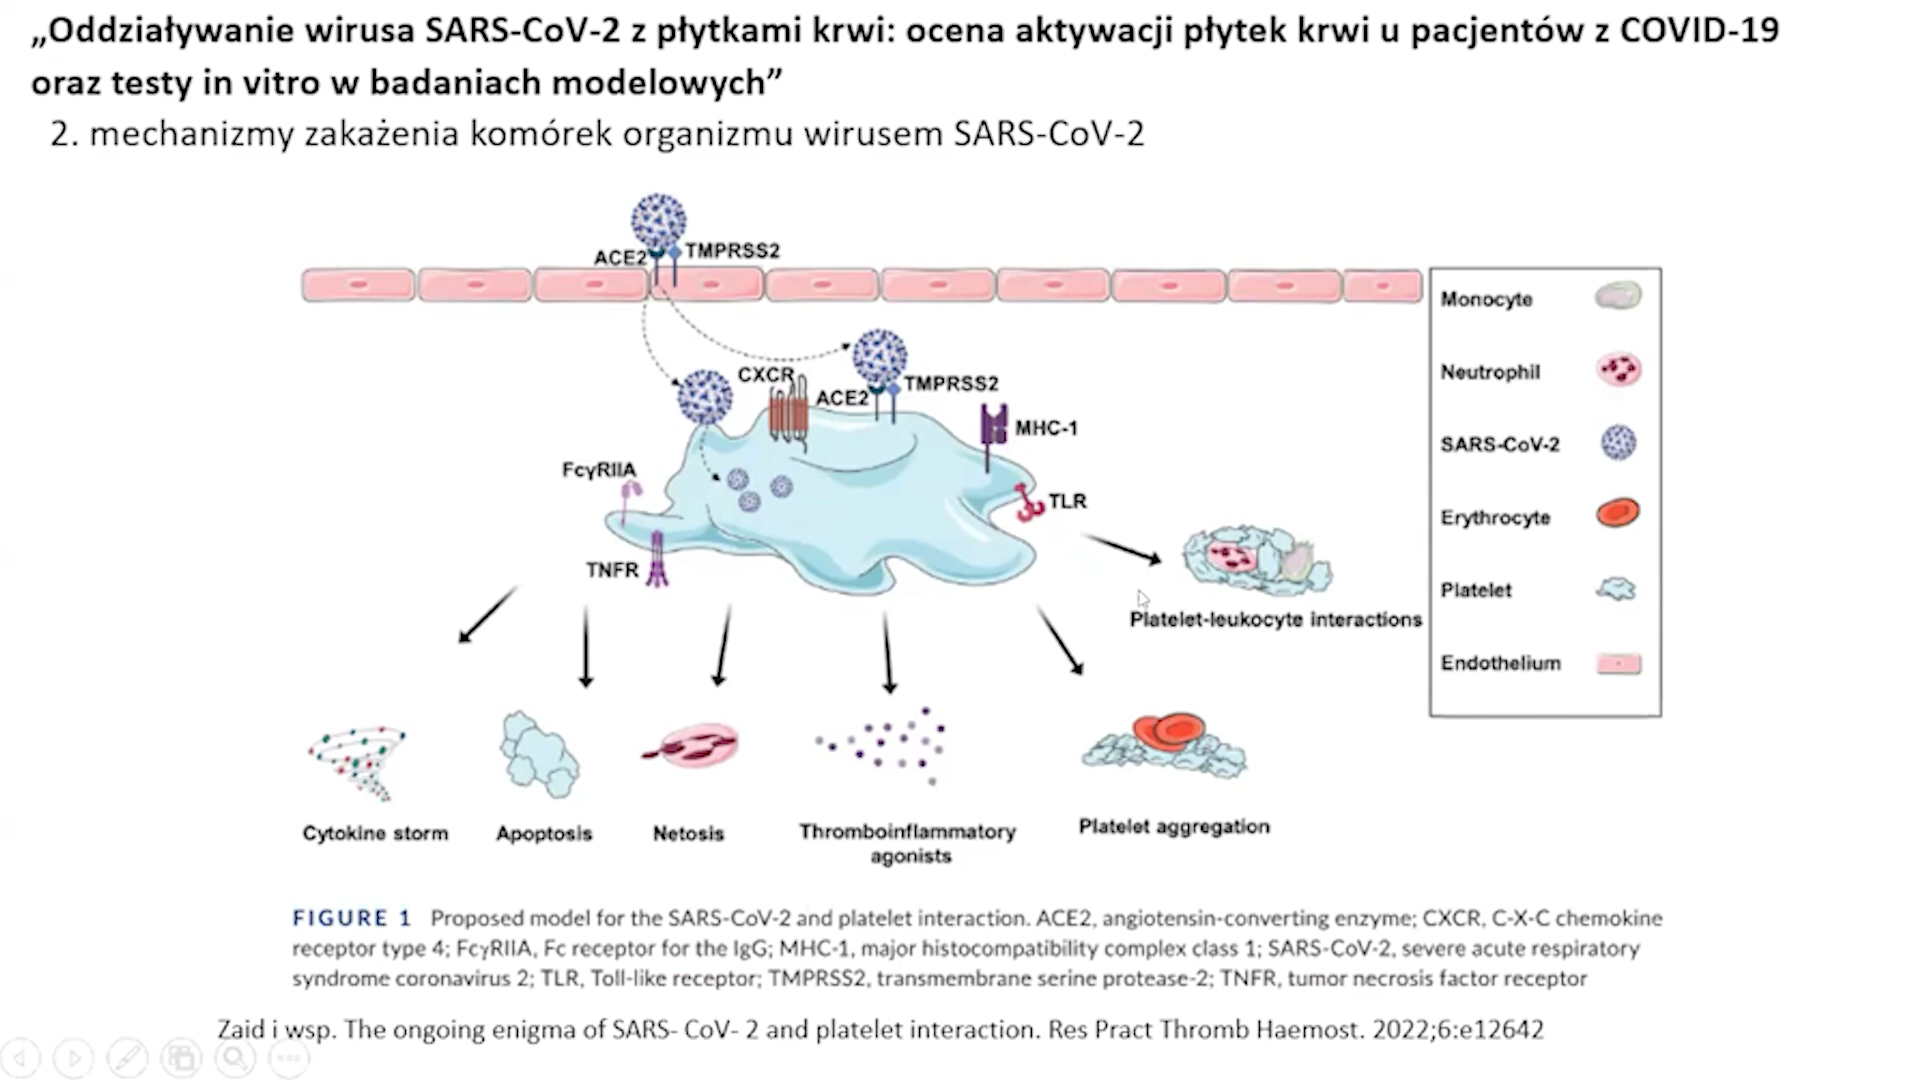 „Oddziaływanie wirusa SARS-CoV-2 z płytkami krwi: ocena aktywacji płytek krwi u pacjentów z COVID-19
oraz testy in vitro w badaniach modelowych”
2. mechanizmy zakażenia komórek organizmu wirusem SARS-CoV-2
ACE2
TMPRSS2
CXCR
ACE2
TMPRSS2
MHC-1
FcγRIIA
TLR
TNFR
Platelet-leukocyte interactions
Monocyte
Neutrophil
SARS-CoV-2
Erythrocyte
Platelet
Endothelium
Cytokine storm
Apoptosis
Netosis
Thromboinflammatory
agonists
Platelet aggregation
FIGURE 1 Proposed model for the SARS-CoV-2 and platelet interaction. ACE2, angiotensin-converting enzyme; CXCR, C-X-C chemokine
receptor type 4; FcγRIIA, Fc receptor for the IgG; MHC-1, major histocompatibility complex class 1; SARS-CoV-2, severe acute respiratory
syndrome coronavirus 2; TLR, Toll-like receptor; TMPRSS2, transmembrane serine protease-2; TNFR, tumor necrosis factor receptor
Zaid i wsp. The ongoing enigma of SARS- CoV- 2 and platelet interaction. Res Pract Thromb Haemost. 2022;6:e12642